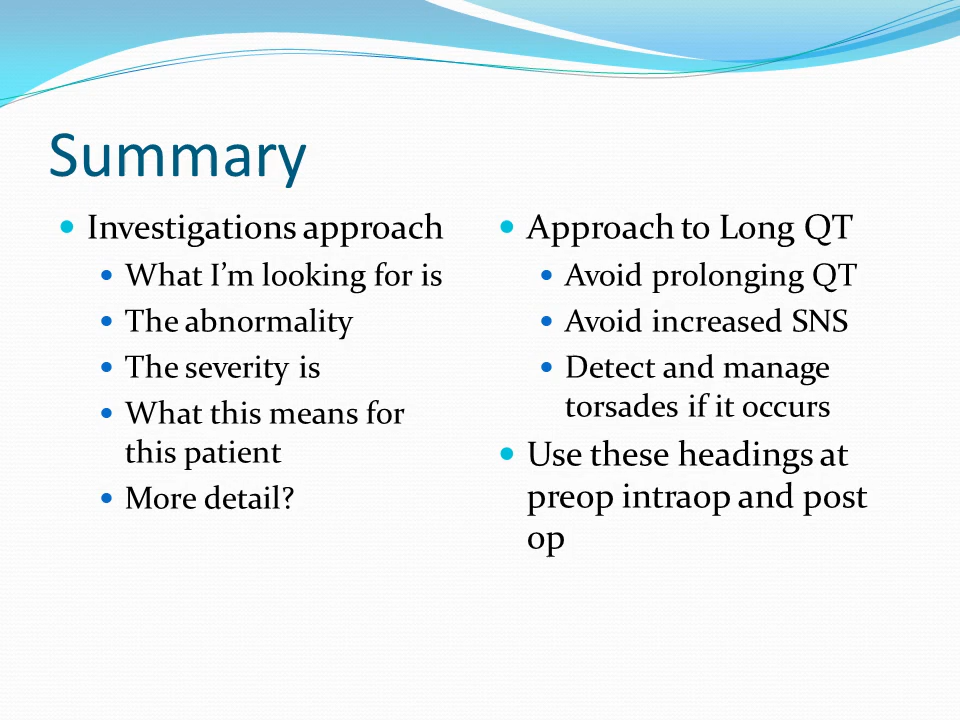 Summary
Investigations approach
What I’m looking for is
The abnormality
The severity is
What this means for
this patient
More detail?
Approach to Long QT
Avoid prolonging QT
Avoid increased SNS
Detect and manage
torsades if it occurs
Use these headings at
preop intraop and post
op